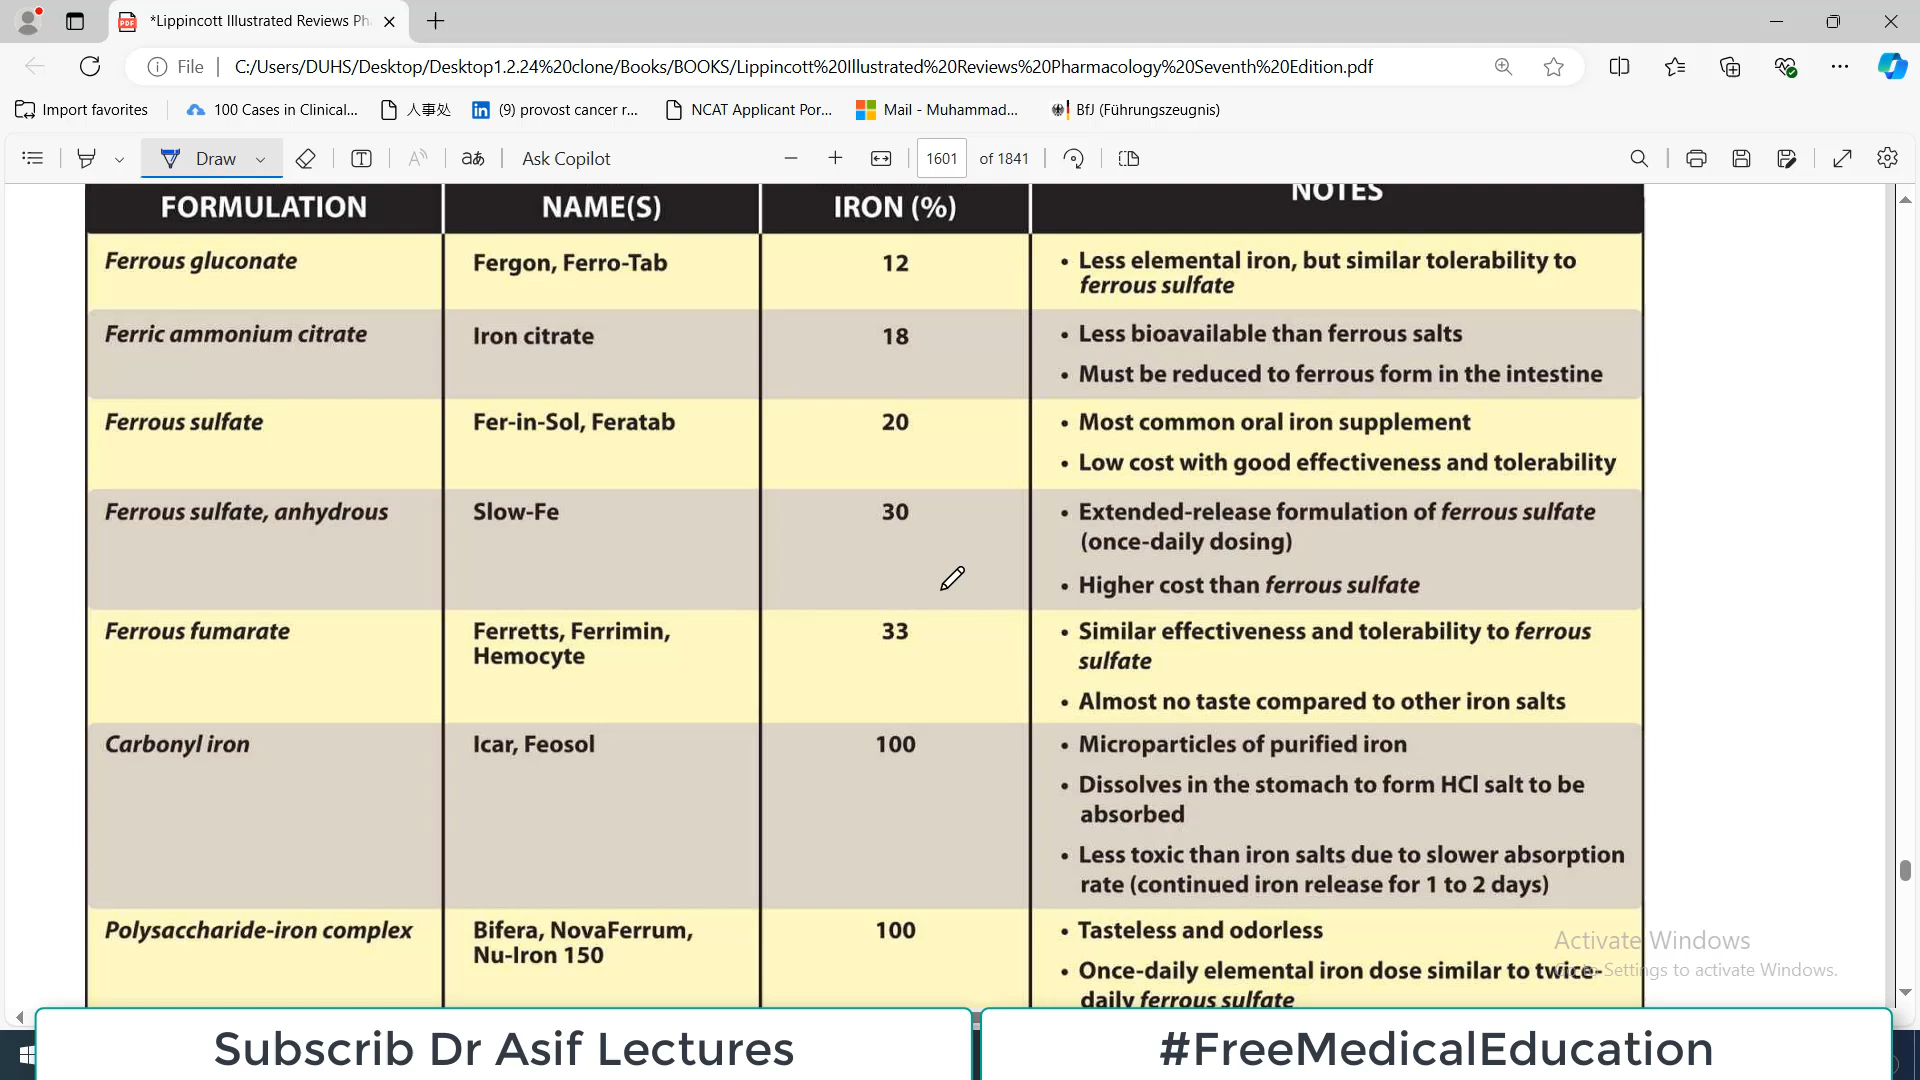 *Lippincott Illustrated Reviews Ph
File
C:/Users/DUHS/Desktop/Desktop1.2.24%20clone/Books/BOOKS/Lippincott%20Illustrated%20Reviews%20Pharmacology%20Seventh%20Edition.pdf
Import favorites
100 Cases in Clinical...
人事处
(9) provost cancer r...
NCAT Applicant Por...
Mail - Muhammad...
BfJ (Führungszeugnis)
Draw
Ask Copilot
1601 of 1841
FORMULATION NAME(S) IRON (%) NOTES
Ferrous gluconate Fergon, Ferro-Tab 12 • Less elemental iron, but similar tolerability to
ferrous sulfate
Ferric ammonium citrate Iron citrate 18 • Less bioavailable than ferrous salts
• Must be reduced to ferrous form in the intestine
Ferrous sulfate Fer-in-Sol, Feratab 20 • Most common oral iron supplement
• Low cost with good effectiveness and tolerability
Ferrous sulfate, anhydrous Slow-Fe 30 • Extended-release formulation of ferrous sulfate
(once-daily dosing)
• Higher cost than ferrous sulfate
Ferrous fumarate Ferretts, Ferrimin, 33 • Similar effectiveness and tolerability to ferrous
Hemocyte sulfate
• Almost no taste compared to other iron salts
Carbonyl iron Icar, Feosol 100 • Microparticles of purified iron
• Dissolves in the stomach to form HCl salt to be
absorbed
• Less toxic than iron salts due to slower absorption
rate (continued iron release for 1 to 2 days)
Polysaccharide-iron complex Bifera, NovaFerrum, 100 • Tasteless and odorless
Nu-Iron 150
• Once-daily elemental iron dose similar to twice-
daily ferrous sulfate
Activate Windows
Go to Settings to activate Windows.
Subscrib Dr Asif Lectures
#FreeMedicalEducation